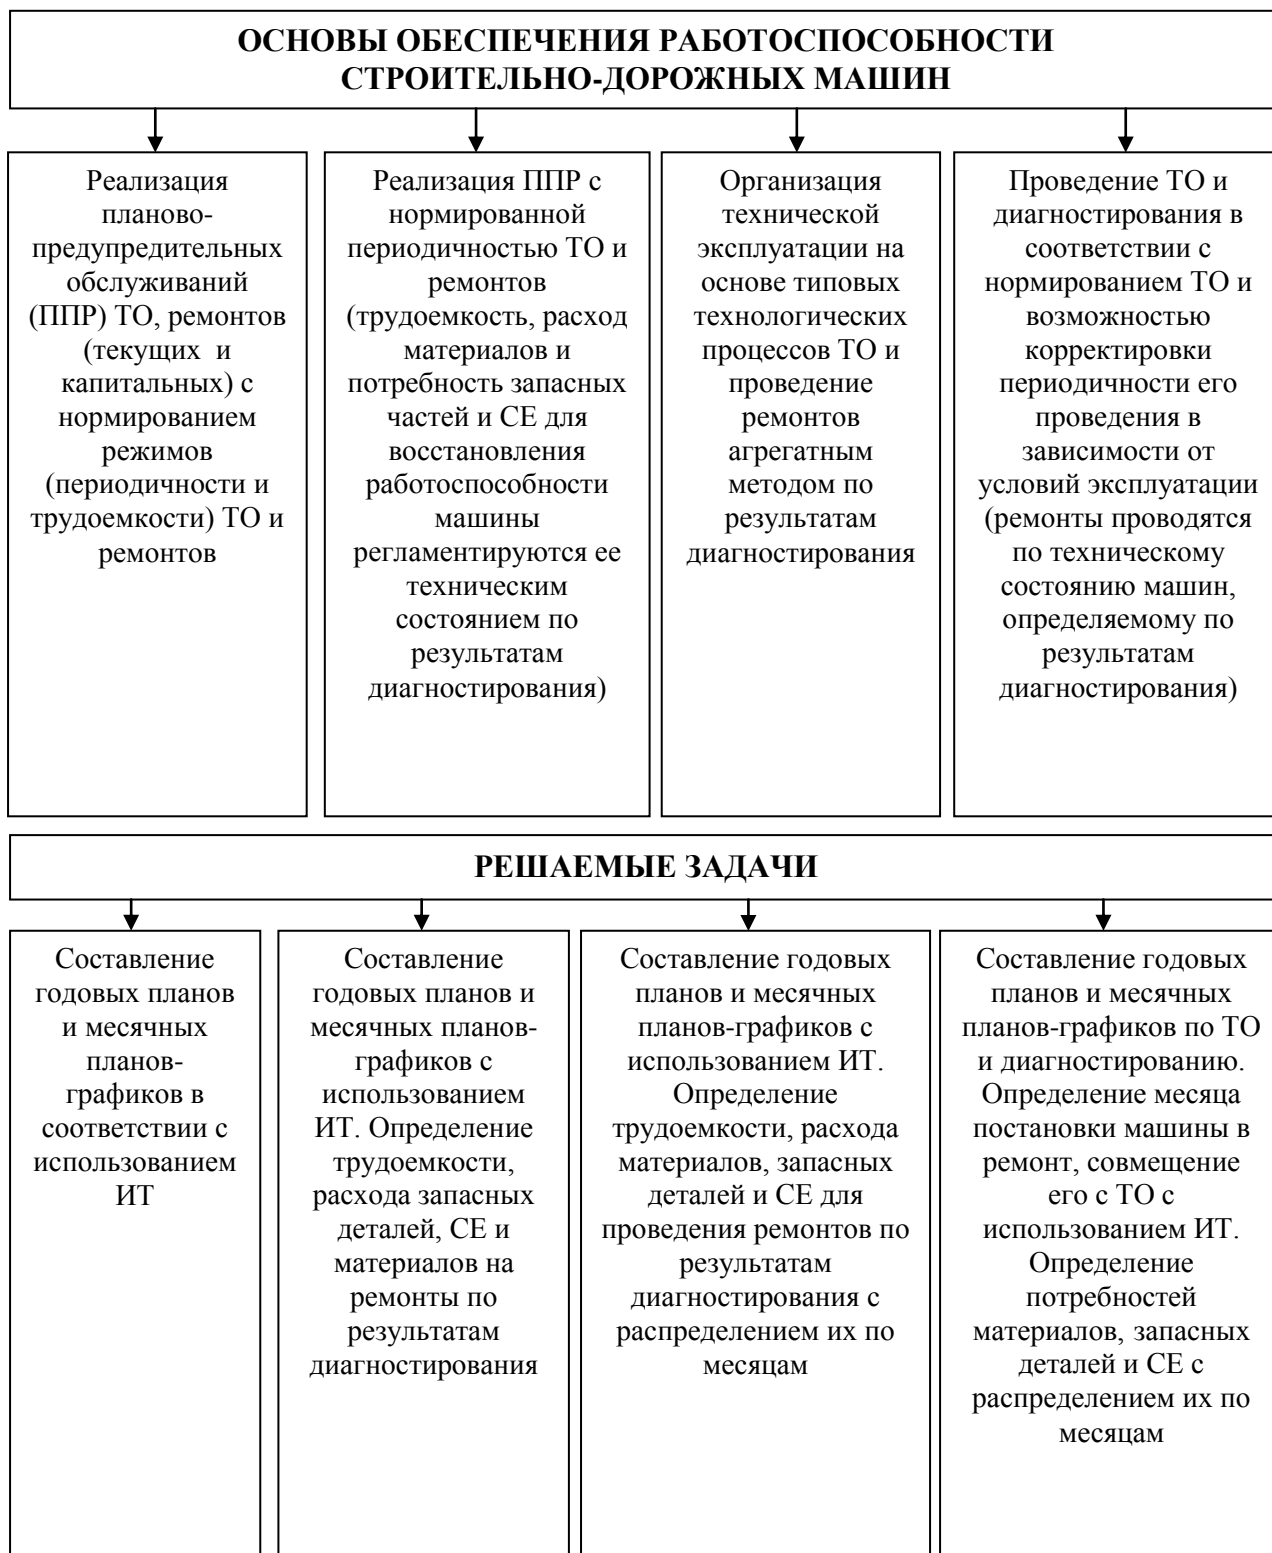 ОСНОВЫ ОБЕСПЕЧЕНИЯ РАБОТОСПОСОБНОСТИ
СТРОИТЕЛЬНО-ДОРОЖНЫХ МАШИН
Реализация
планово-
предупредительных
обслуживаний
(ППР) ТО, ремонтов
(текущих и
капитальных) с
нормированием
режимов
(периодичности и
трудоемкости) ТО и
ремонтов
Реализация ППР с
нормированной
периодичностью ТО и
ремонтов
(трудоемкость, расход
материалов и
потребность запасных
частей и СЕ для
восстановления
работоспособности
машины
регламентируются ее
техническим
состоянием по
результатам
диагностирования)
Организация
технической
эксплуатации на
основе типовых
технологических
процессов ТО и
проведение
ремонтов
агрегатным
методом по
результатам
диагностирования
Проведение ТО и
диагностирования в
соответствии с
нормированием ТО и
возможностью
корректировки
периодичности его
проведения в
зависимости от
условий эксплуатации
(ремонты проводятся
по техническому
состоянию машин,
определяемому по
результатам
диагностирования)
РЕШАЕМЫЕ ЗАДАЧИ
Составление
годовых планов
и месячных
планов-
графиков в
соответствии с
использованием
ИТ
Составление
годовых планов и
месячных планов-
графиков с
использованием
ИТ. Определение
трудоемкости,
расхода запасных
деталей, СЕ и
материалов на
ремонты по
результатам
диагностирования
Составление годовых
планов и месячных
планов-графиков с
использованием ИТ.
Определение
трудоемкости, расхода
материалов, запасных
деталей и СЕ для
проведения ремонтов по
результатам
диагностирования с
распределением их по
месяцам
Составление годовых
планов и месячных
планов-графиков по ТО
и диагностированию.
Определение месяца
постановки машины в
ремонт, совмещение
его с ТО с
использованием ИТ.
Определение
потребностей
материалов, запасных
деталей и СЕ с
распределением их по
месяцам